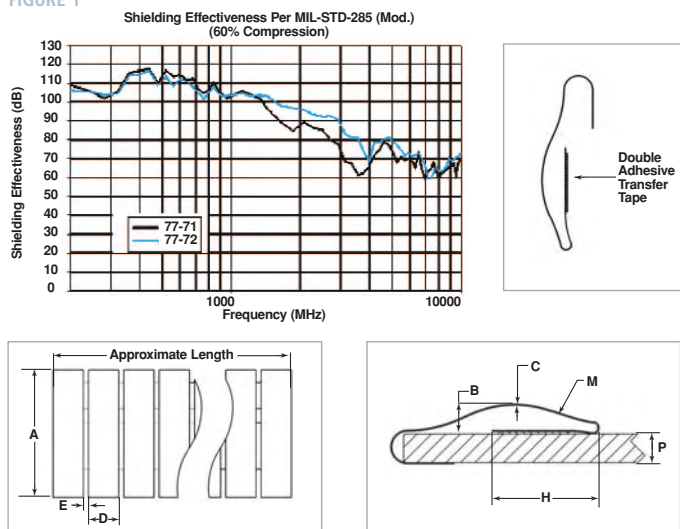 FIGURE 1
Shielding Effectiveness Per MIL-STD-285 (Mod.)
(60% Compression)
Shielding Effectiveness (dB)
130
120
110
100
90
80
70
60
50
40
30
20
10
0
77-71
77-72
1000
10000
Frequency (MHz)
Double
Adhesive
Transfer
Tape
Approximate Length
A
E
D
B
C
M
P
H